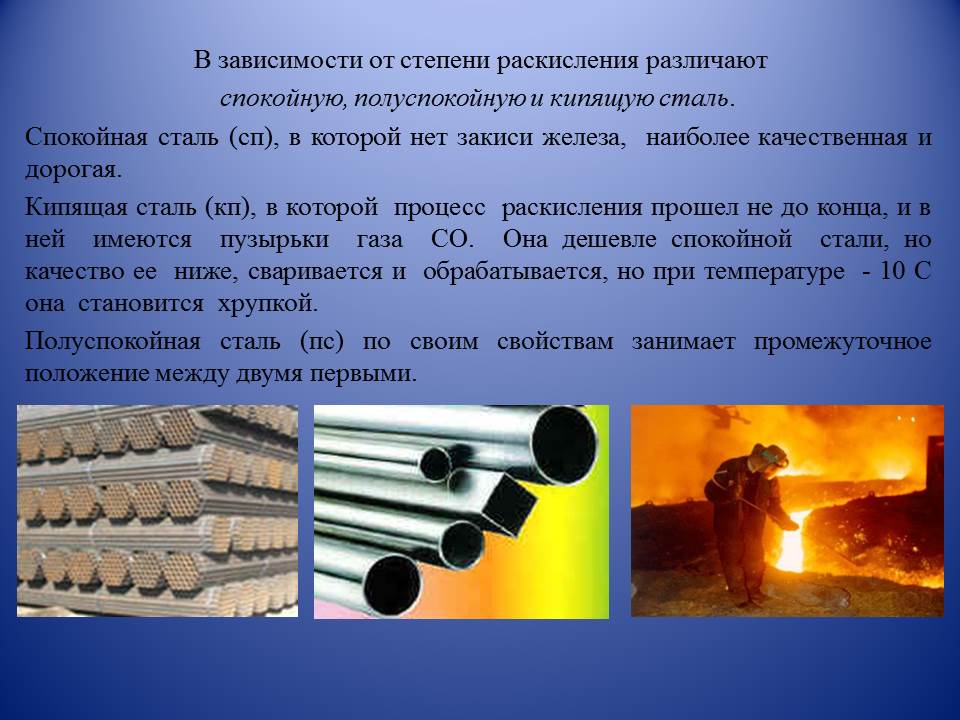 В зависимости от степени раскисления различают
спокойную, полуспокойную и кипящую сталь.
Спокойная сталь (сп), в которой нет закиси железа, наиболее качественная и
дорогая.
Кипящая сталь (кп), в которой процесс раскисления прошел не до конца, и в
ней имеются пузырьки газа СО. Она дешевле спокойной стали, но
качество ее ниже, сваривается и обрабатывается, но при температуре - 10 С
она становится хрупкой.
Полуспокойная сталь (пс) по своим свойствам занимает промежуточное
положение между двумя первыми.